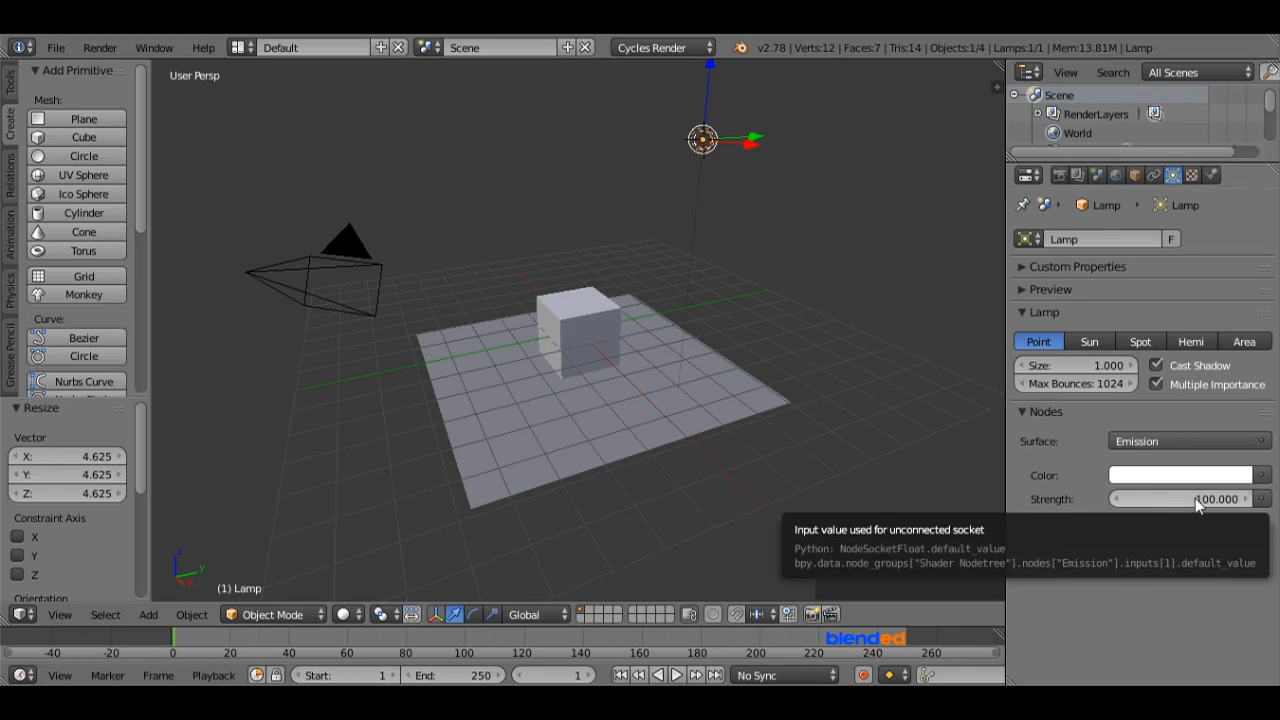 File Render Window Help Default Scene Cycles Render v2.78 | Verts:12 | Faces:7 | Tris:14 | Objects:1/4 | Lamps:1/1 | Mem:13.81M | Lamp
Tools
Create
Relations
Animation
Physics
Grease Pencil
Add Primitive
Mesh:
Plane
Cube
Circle
UV Sphere
Ico Sphere
Cylinder
Cone
Torus
Grid
Monkey
Curve:
Bezier
Circle
Nurbs Curve
Resize
Vector
X: 4.625
Y: 4.625
Z: 4.625
Constraint Axis
X
Y
Z
Orientation
User Persp
z
y
x
(1) Lamp
View Select Add Object Object Mode Global
blended
-40 -20 0 20 40 60 80 100 120 140 160 180 200 220 240 260
View Marker Frame Playback Start: 1 End: 250 1 No Sync
View Search All Scenes
Scene
RenderLayers
World
Lamp Lamp
Lamp F
Custom Properties
Preview
Lamp
Point Sun Spot Hemi Area
Size: 1.000 Cast Shadow
Max Bounces: 1024 Multiple Importance
Nodes
Surface: Emission
Color:
Strength: 100.000
Input value used for unconnected socket
Python: NodeSocketFloat.default_value
bpy.data.node_groups["Shader Nodetree"].nodes["Emission"].inputs[1].default_value